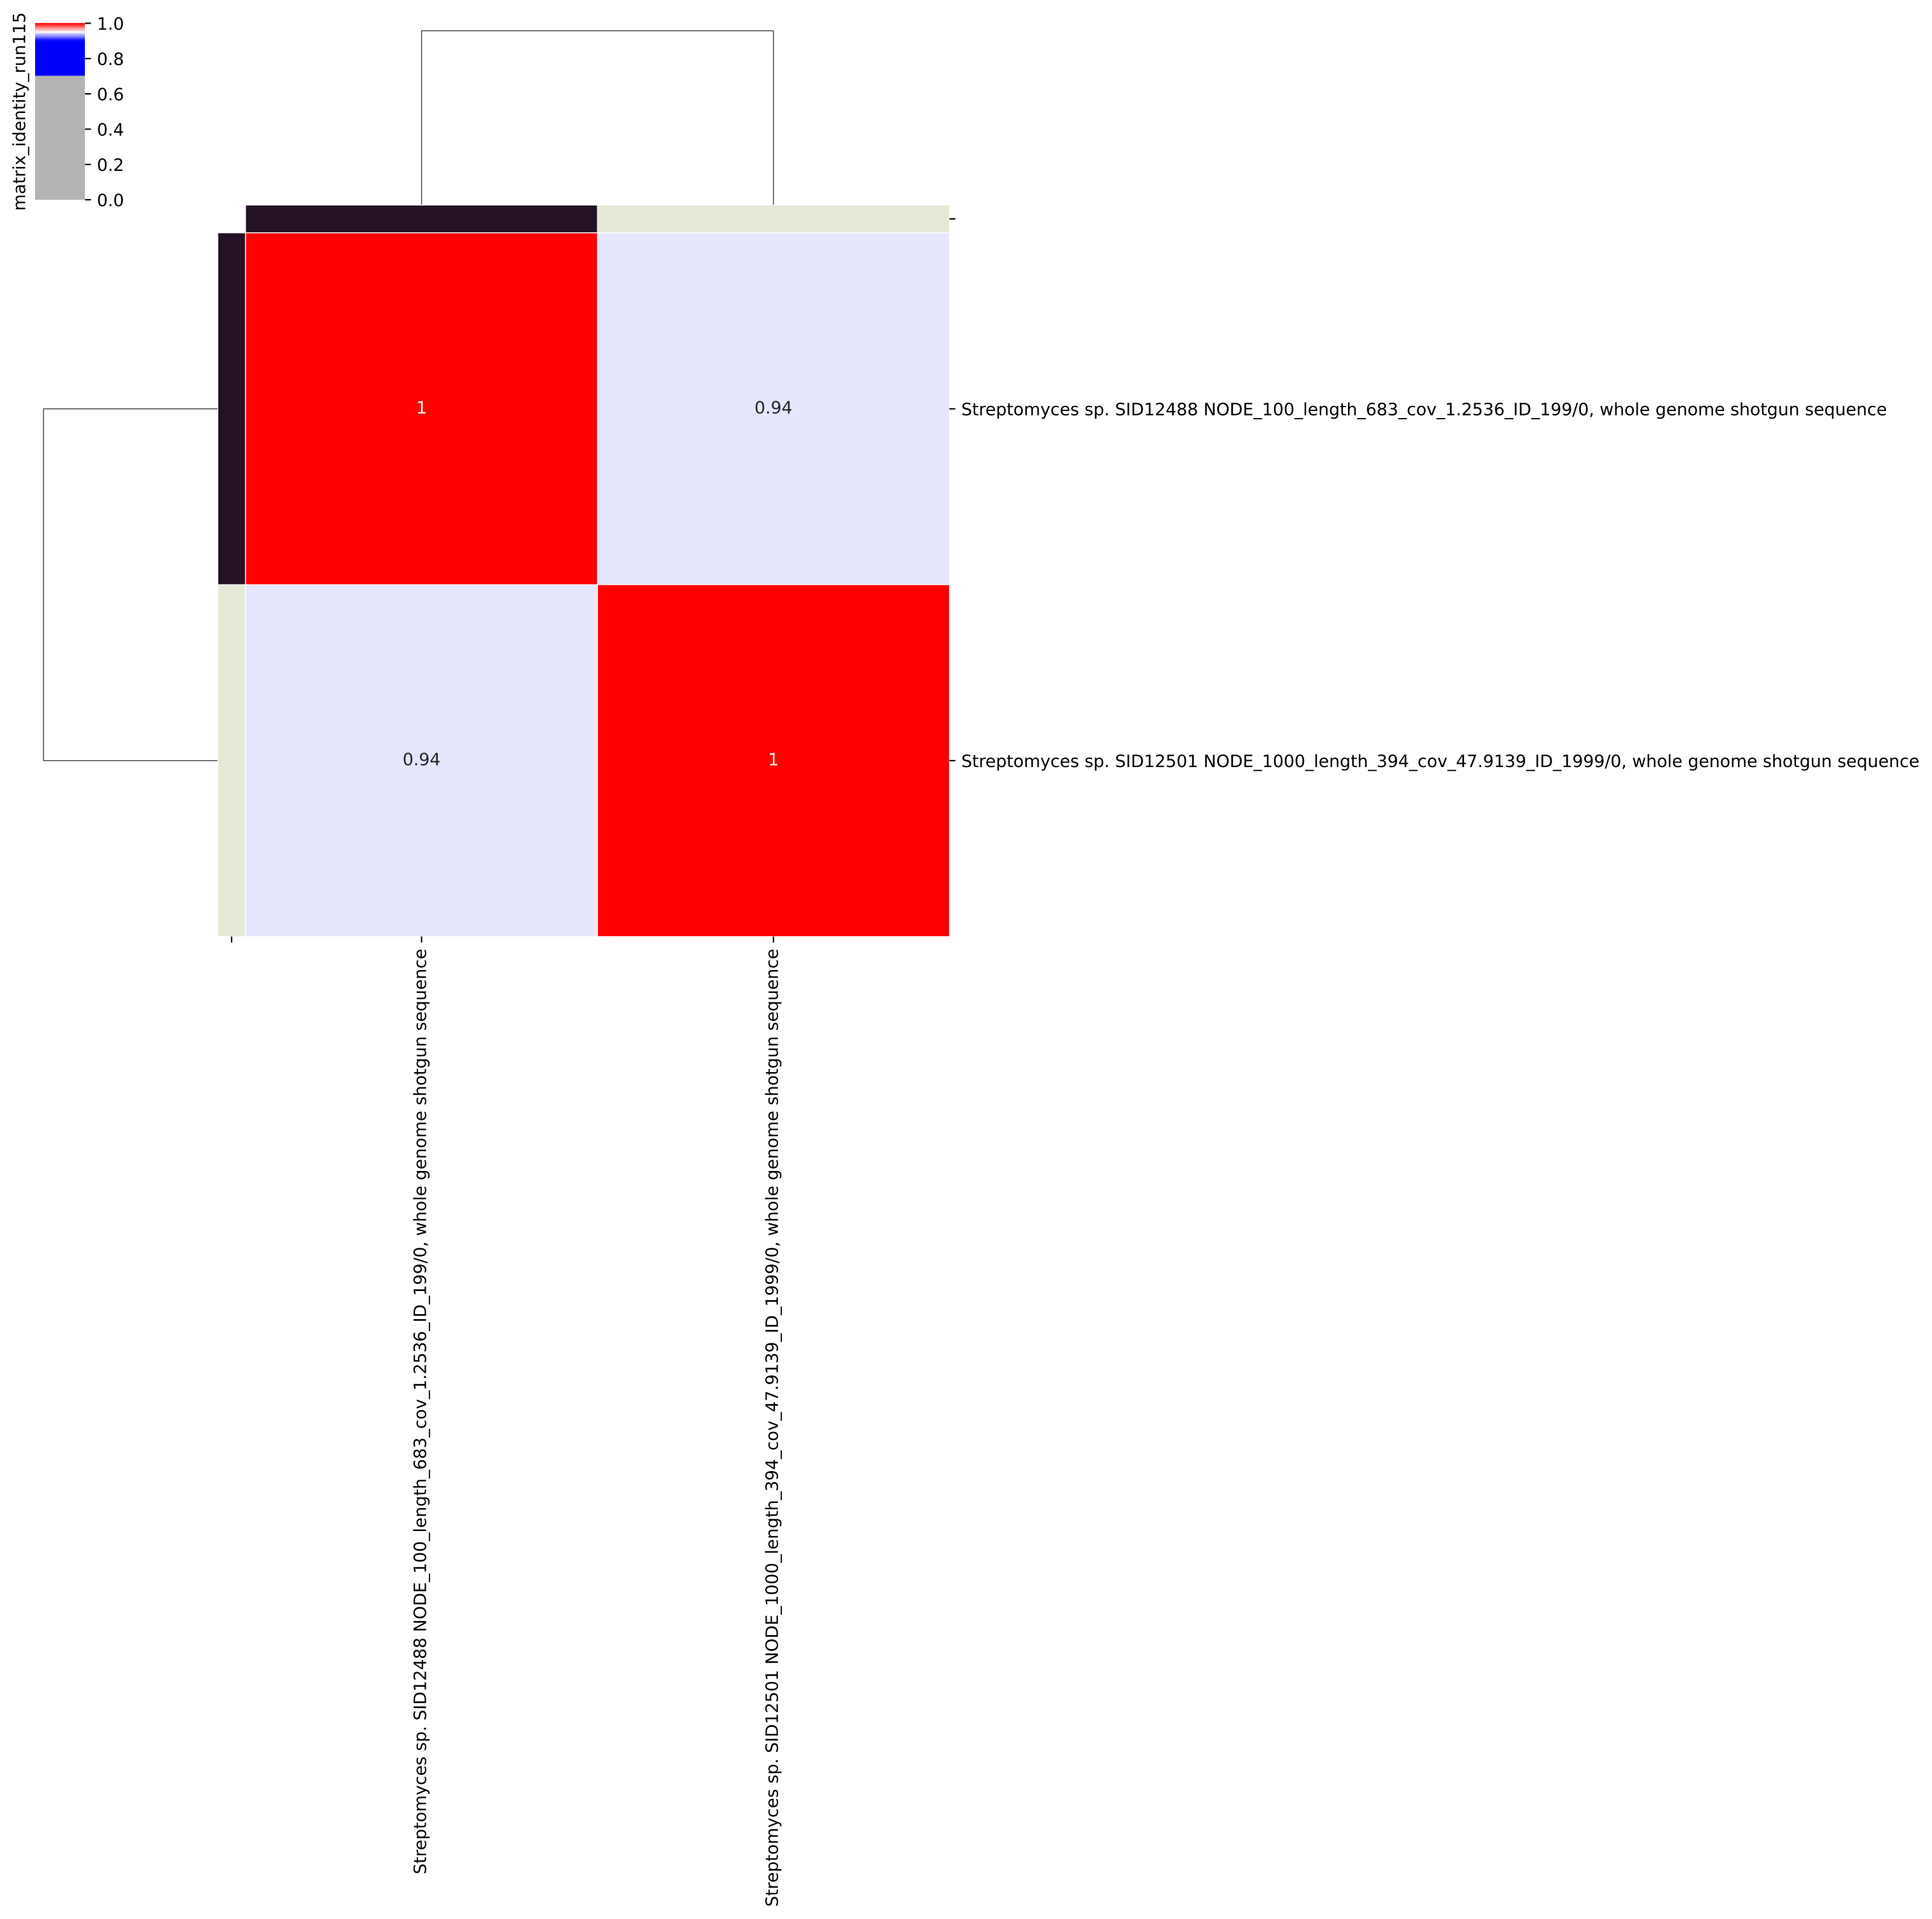 matrix_identity_run115
1.0
0.8
0.6
0.4
0.2
0.0
1
0.94
Streptomyces sp. SID12488 NODE_100_length_683_cov_1.2536_ID_199/0, whole genome shotgun sequence
0.94
1
Streptomyces sp. SID12501 NODE_1000_length_394_cov_47.9139_ID_1999/0, whole genome shotgun sequence
Streptomyces sp. SID12488 NODE_100_length_683_cov_1.2536_ID_199/0, whole genome shotgun sequence
Streptomyces sp. SID12501 NODE_1000_length_394_cov_47.9139_ID_1999/0, whole genome shotgun sequence